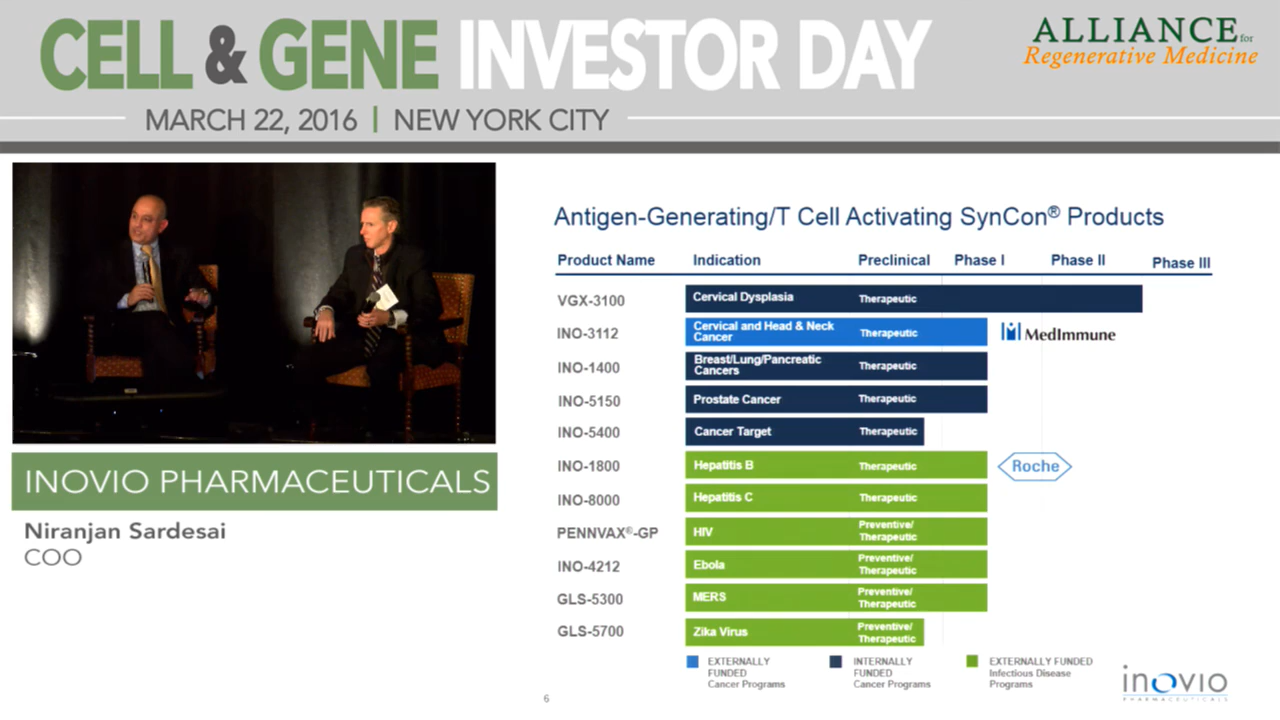 CELL & GENE INVESTOR DAY
MARCH 22, 2016 | NEW YORK CITY
ALLIANCE for
Regenerative Medicine
INOVIO PHARMACEUTICALS
Niranjan Sardesai
COO
Antigen-Generating/T Cell Activating SynCon® Products
Product Name Indication Preclinical Phase I Phase II Phase III
VGX-3100 Cervical Dysplasia Therapeutic
INO-3112 Cervical and Head & Neck Cancer Therapeutic MedImmune
INO-1400 Breast/Lung/Pancreatic Cancers Therapeutic
INO-5150 Prostate Cancer Therapeutic
INO-5400 Cancer Target Therapeutic
INO-1800 Hepatitis B Therapeutic Roche
INO-8000 Hepatitis C Therapeutic
PENNVAX®-GP HIV Preventive/ Therapeutic
INO-4212 Ebola Preventive/ Therapeutic
GLS-5300 MERS Preventive/ Therapeutic
GLS-5700 Zika Virus Preventive/ Therapeutic
EXTERNALLY FUNDED Cancer Programs
INTERNALLY FUNDED Cancer Programs
EXTERNALLY FUNDED Infectious Disease Programs
6
inovio
PHARMACEUTICALS